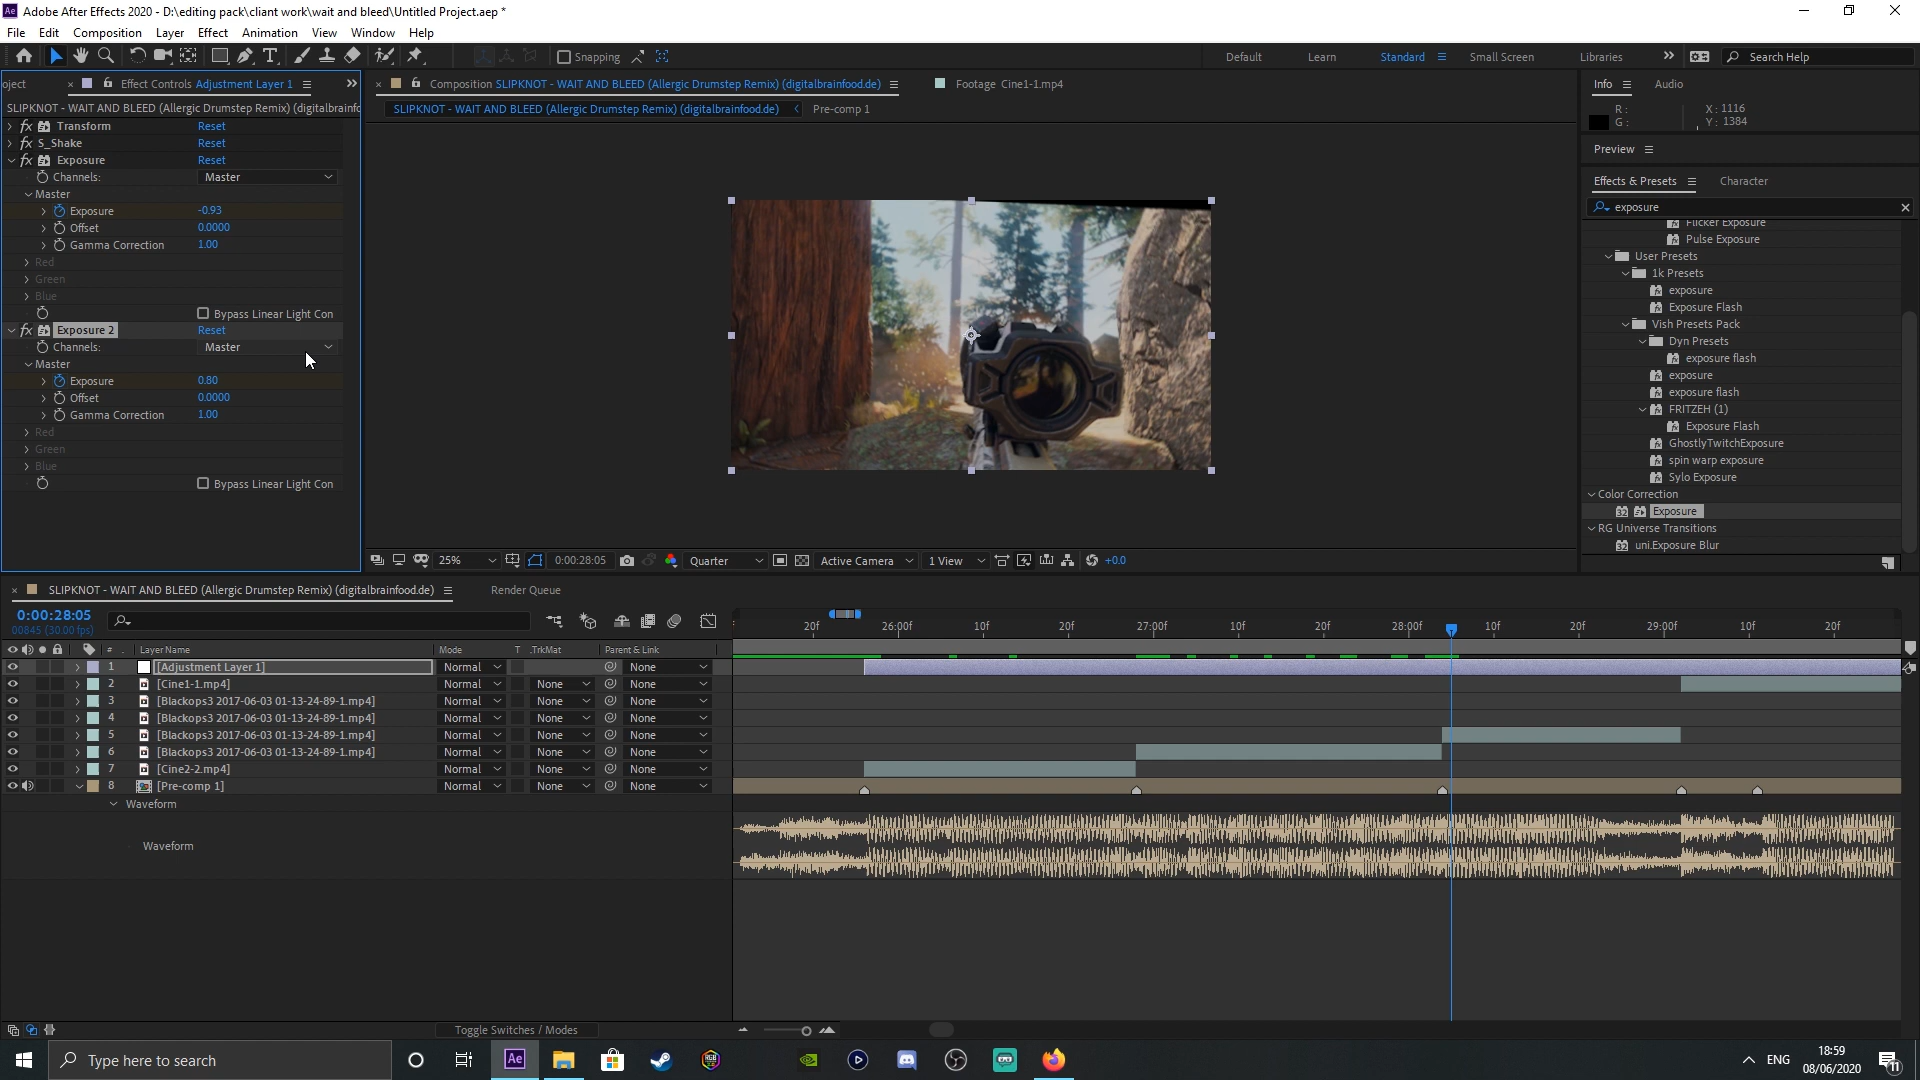 Adobe After Effects 2020 - D:\editing pack\cliant work\wait and bleed\Untitled Project.aep *
File Edit Composition Layer Effect Animation View Window Help
Snapping
Default Learn Standard Small Screen Libraries Search Help
oject Effect Controls Adjustment Layer 1
SLIPKNOT - WAIT AND BLEED (Allergic Drumstep Remix) (digitalbrainfo
fx Transform Reset
fx S_Shake Reset
fx Exposure Reset
Channels: Master
Master
Exposure -0.93
Offset 0.0000
Gamma Correction 1.00
Red
Green
Blue
Bypass Linear Light Con
fx Exposure 2 Reset
Channels: Master
Master
Exposure 0.80
Offset 0.0000
Gamma Correction 1.00
Red
Green
Blue
Bypass Linear Light Con
Composition SLIPKNOT - WAIT AND BLEED (Allergic Drumstep Remix) (digitalbrainfood.de) Footage Cine1-1.mp4
SLIPKNOT - WAIT AND BLEED (Allergic Drumstep Remix) (digitalbrainfood.de) Pre-comp 1
25% 0:00:28:05 Quarter Active Camera 1 View +0.0
Info Audio
R: X: 1116
G: Y: 1384
Preview
Effects & Presets Character
exposure
Flicker Exposure
Pulse Exposure
User Presets
1k Presets
exposure
Exposure Flash
Vish Presets Pack
Dyn Presets
exposure flash
exposure
exposure flash
FRITZEH (1)
Exposure Flash
GhostlyTwitchExposure
spin warp exposure
Sylo Exposure
Color Correction
32 Exposure
RG Universe Transitions
32 uni.Exposure Blur
SLIPKNOT - WAIT AND BLEED (Allergic Drumstep Remix) (digitalbrainfood.de) Render Queue
0:00:28:05
00845 (30.00 fps)
20f 26:00f 10f 20f 27:00f 10f 20f 28:00f 10f 20f 29:00f 10f 20f
# Layer Name Mode T .TrkMat Parent & Link
1 [Adjustment Layer 1] Normal None
2 [Cine1-1.mp4] Normal None None
3 [Blackops3 2017-06-03 01-13-24-89-1.mp4] Normal None None
4 [Blackops3 2017-06-03 01-13-24-89-1.mp4] Normal None None
5 [Blackops3 2017-06-03 01-13-24-89-1.mp4] Normal None None
6 [Blackops3 2017-06-03 01-13-24-89-1.mp4] Normal None None
7 [Cine2-2.mp4] Normal None None
8 [Pre-comp 1] Normal None None
Waveform
Waveform
Toggle Switches / Modes
Type here to search
Ae
ENG
18:59
08/06/2020
11